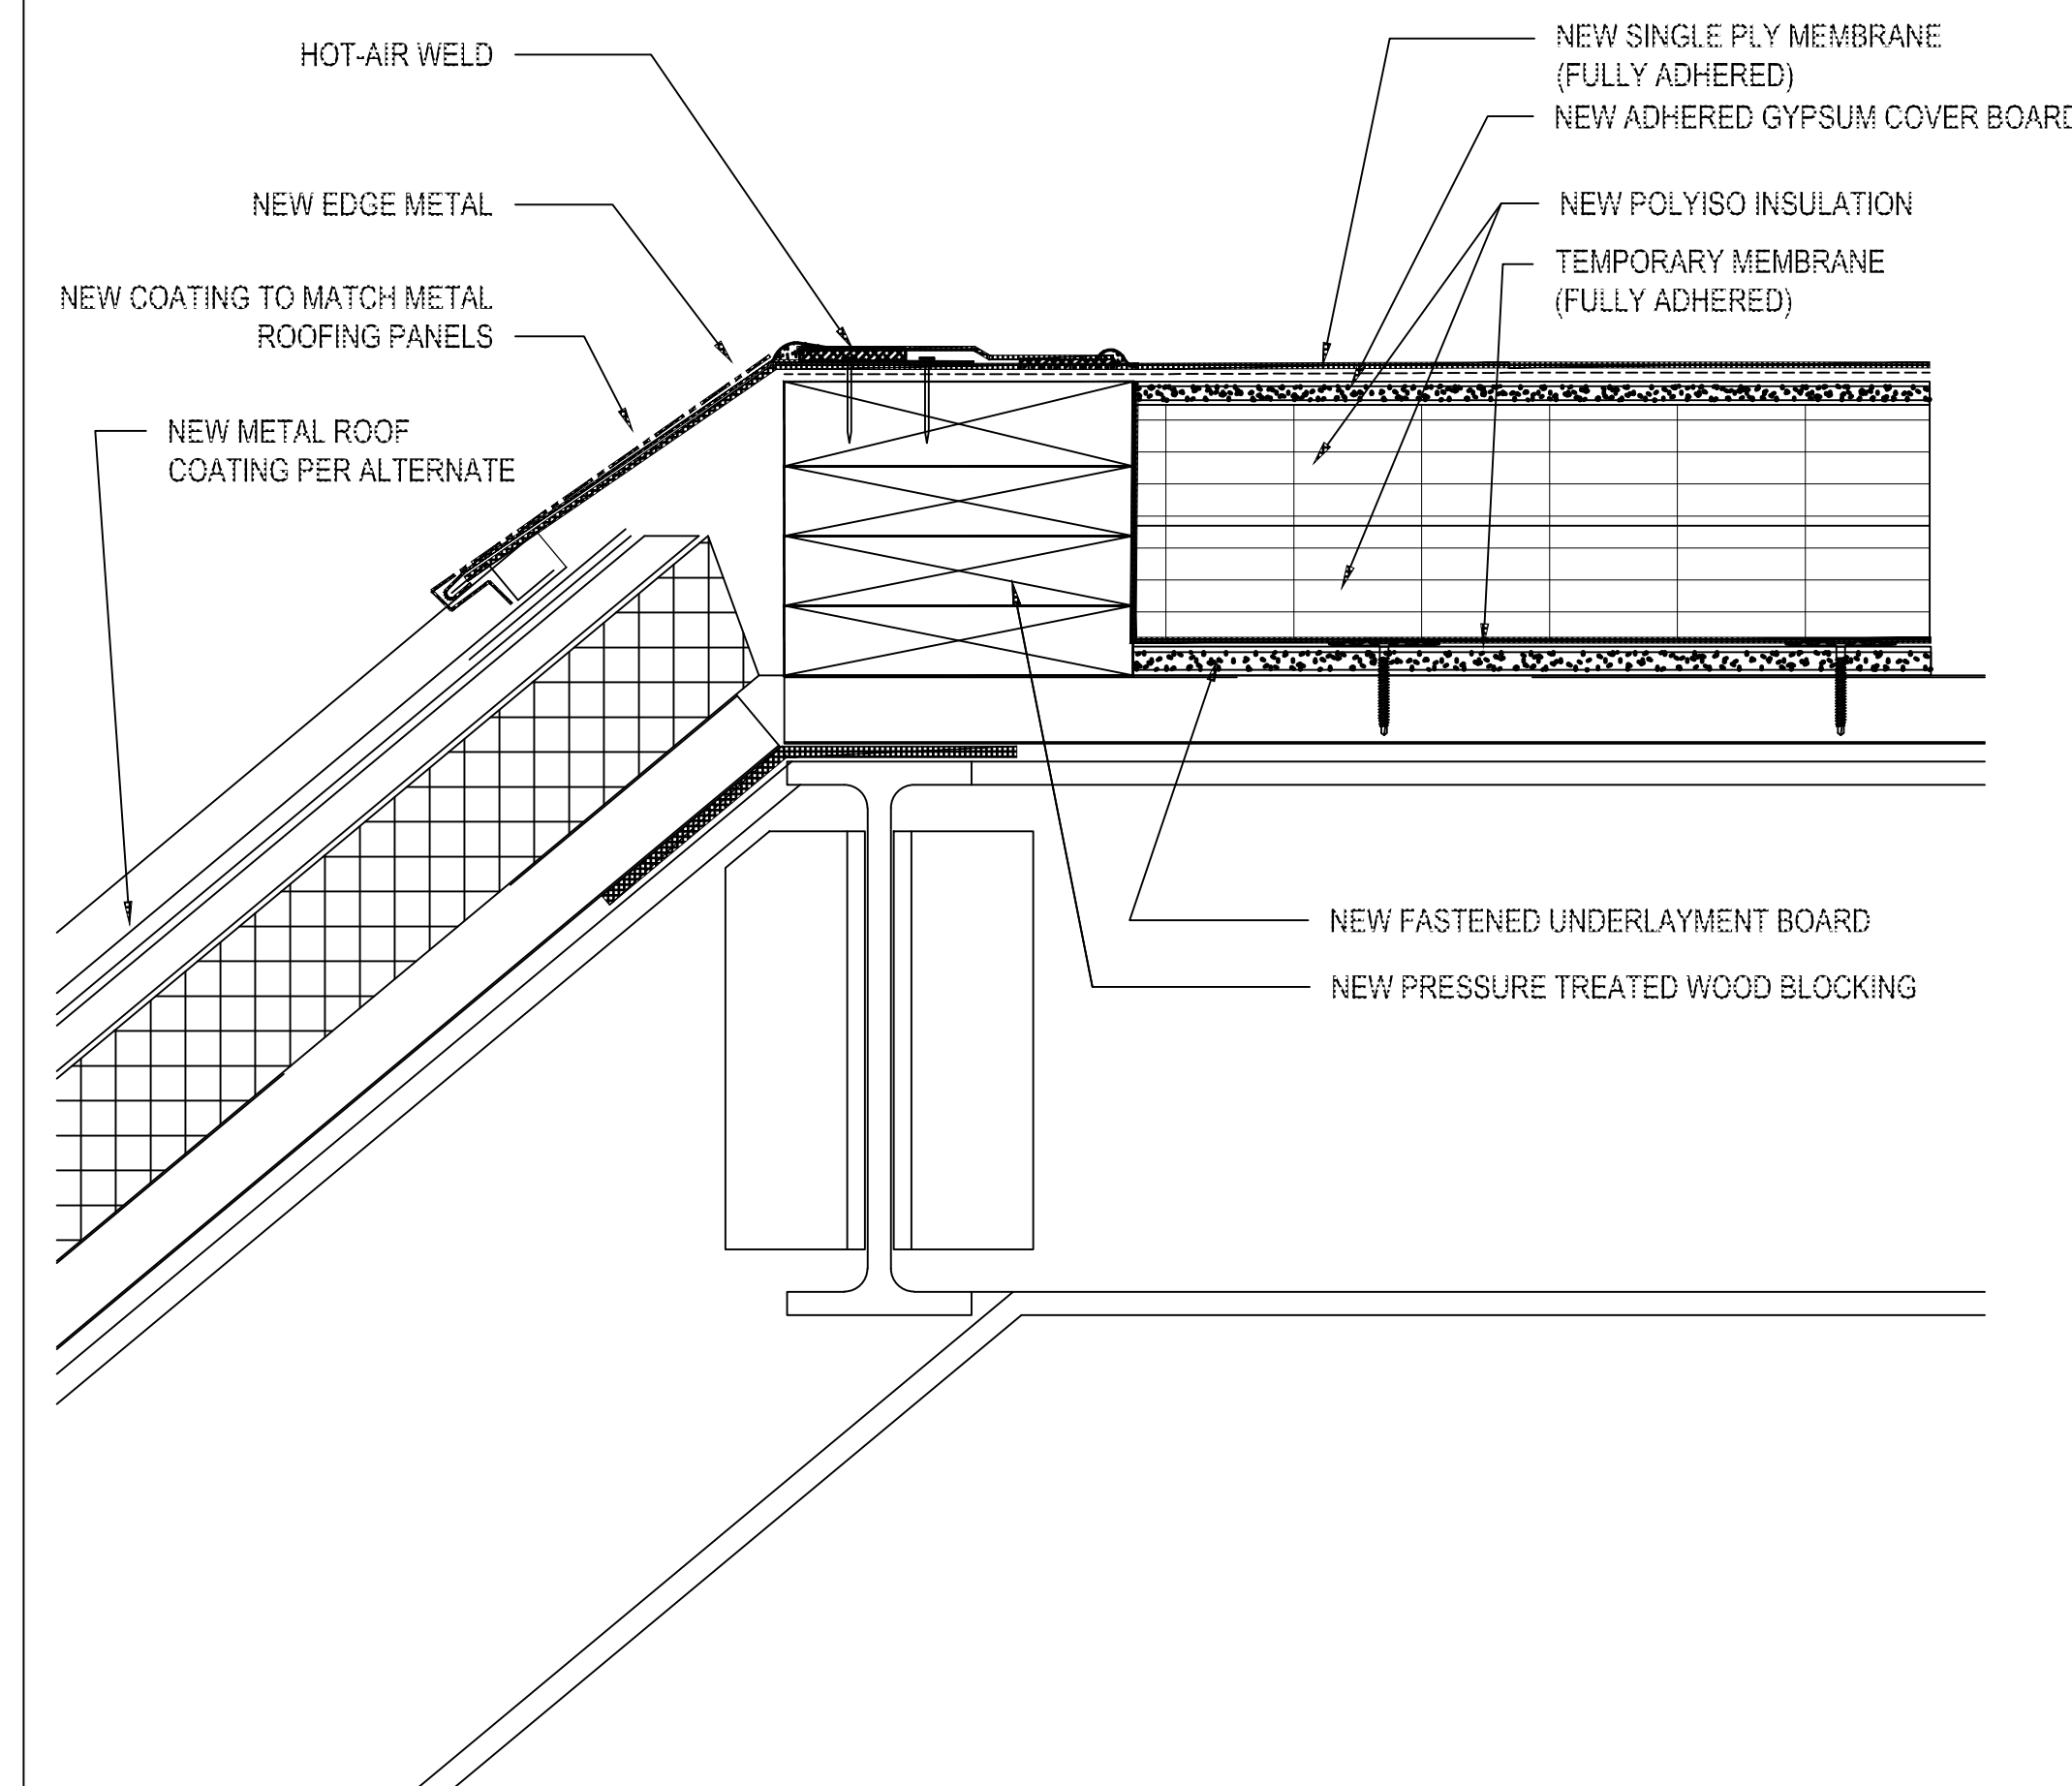 HOT-AIR WELD
NEW EDGE METAL
NEW COATING TO MATCH METAL
ROOFING PANELS
NEW METAL ROOF
COATING PER ALTERNATE
NEW SINGLE PLY MEMBRANE
(FULLY ADHERED)
NEW ADHERED GYPSUM COVER BOARD
NEW POLYISO INSULATION
TEMPORARY MEMBRANE
(FULLY ADHERED)
NEW FASTENED UNDERLAYMENT BOARD
NEW PRESSURE TREATED WOOD BLOCKING